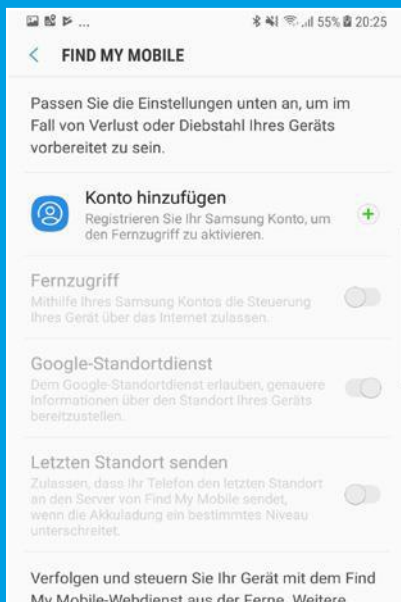 ... 55% 20:25
FIND MY MOBILE
Passen Sie die Einstellungen unten an, um im
Fall von Verlust oder Diebstahl Ihres Geräts
vorbereitet zu sein.
Konto hinzufügen
Registrieren Sie Ihr Samsung Konto, um
den Fernzugriff zu aktivieren.
Fernzugriff
Mithilfe Ihres Samsung Kontos die Steuerung
Ihres Gerät über das Internet zulassen.
Google-Standortdienst
Dem Google-Standortdienst erlauben, genauere
Informationen über den Standort Ihres Geräts
bereitzustellen.
Letzten Standort senden
Zulassen, dass Ihr Telefon den letzten Standort
an den Server von Find My Mobile sendet,
wenn die Akkuladung ein bestimmtes Niveau
unterschreitet.
Verfolgen und steuern Sie Ihr Gerät mit dem Find
My Mobile-Webdienst aus der Ferne. Weitere